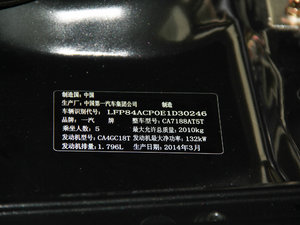 制造国：中国
生产厂：中国第一汽车集团公司 制造
车辆识别代号：LFP84ACP0E1D30246
品牌：一汽 牌 整车型号：CA7188AT5T
乘坐人数：5 最大允许总质量：2010kg
发动机型号：CA4GC18T 发动机最大净功率：132kW
发动机排量：1.796L 生产日期：2014年3月